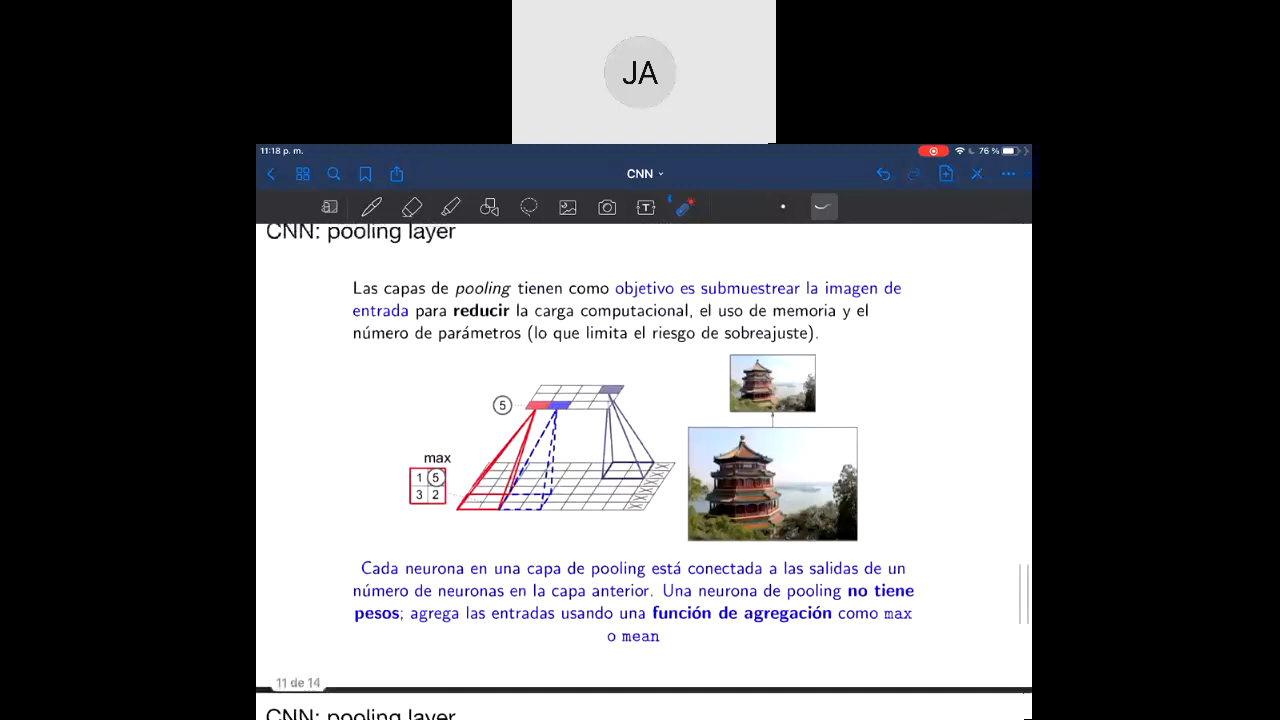 JA
11:18 p. m.
76 %
CNN
T
CNN: pooling layer
Las capas de pooling tienen como objetivo es submuestrear la imagen de
entrada para reducir la carga computacional, el uso de memoria y el
número de parámetros (lo que limita el riesgo de sobreajuste).
5
max
1 5
3 2
X X
X X
X X
X X
X X
X X
Cada neurona en una capa de pooling está conectada a las salidas de un
número de neuronas en la capa anterior. Una neurona de pooling no tiene
pesos; agrega las entradas usando una función de agregación como max
o mean
11 de 14
CNN: pooling layer